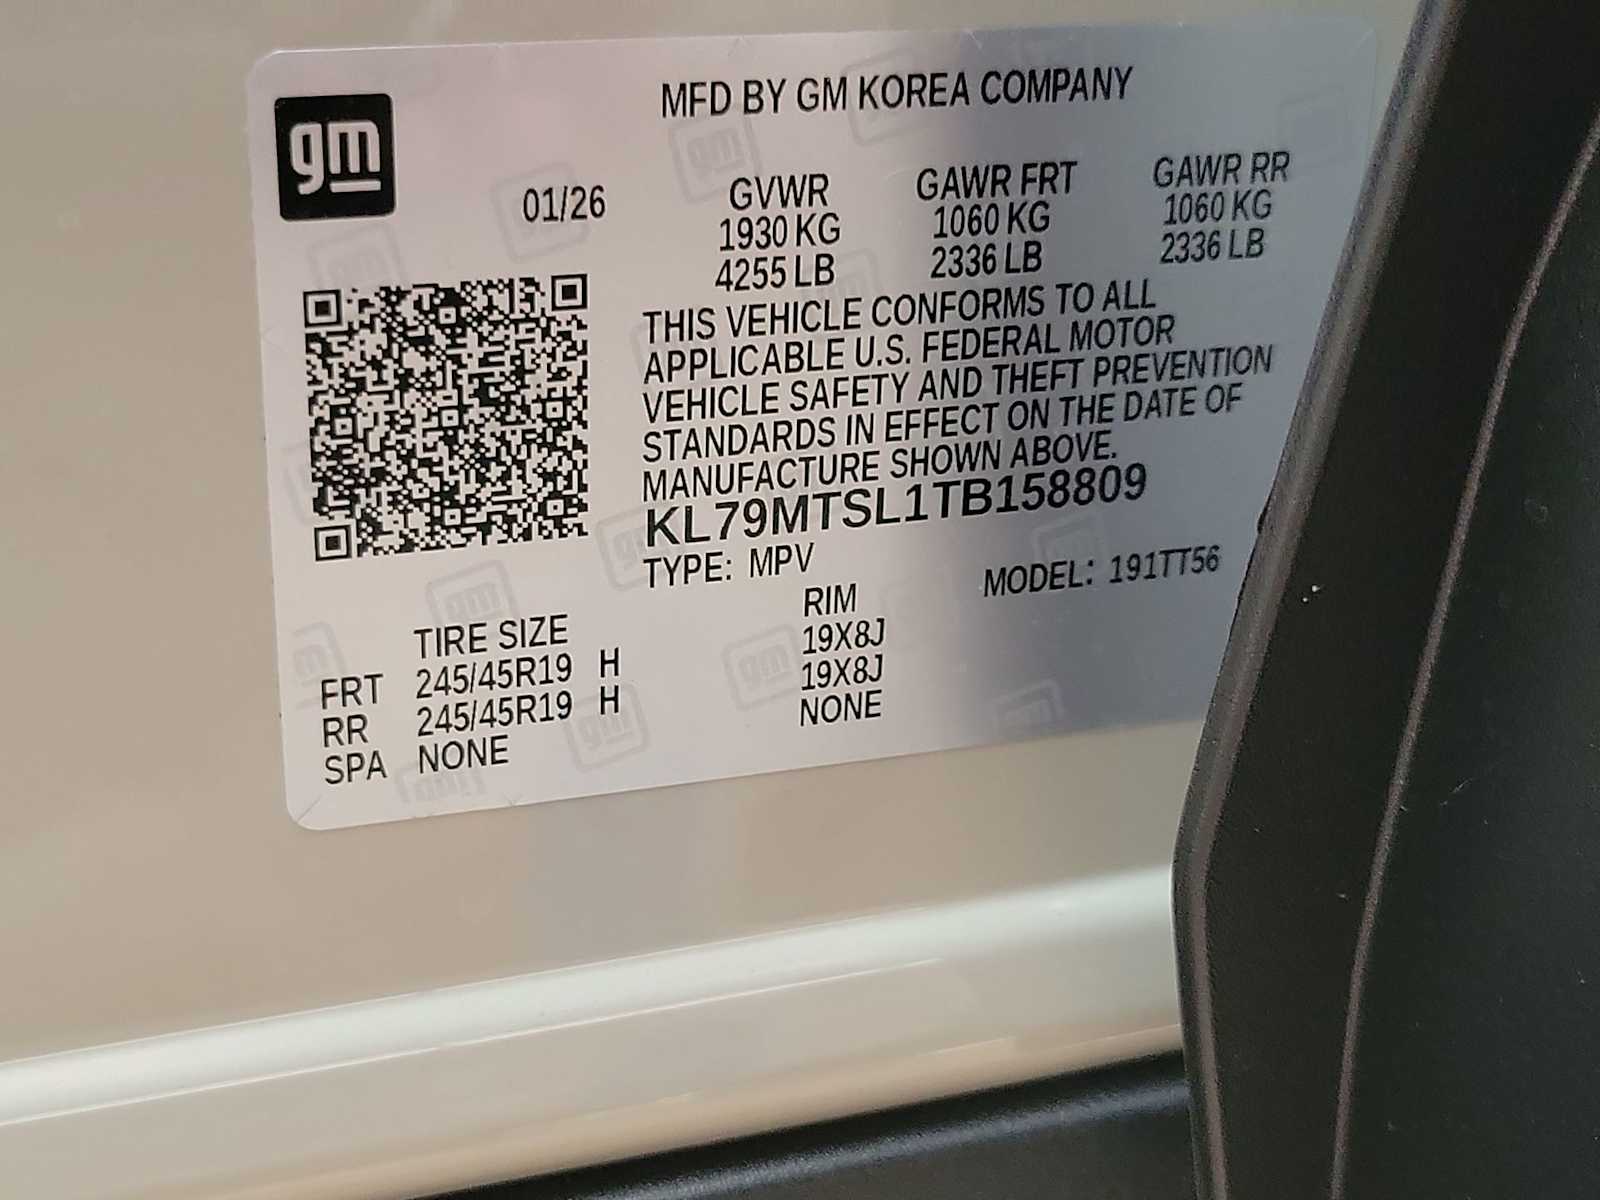 gm
MFD BY GM KOREA COMPANY
01/26
GVWR
1930 KG
4255 LB
GAWR FRT
1060 KG
2336 LB
GAWR RR
1060 KG
2336 LB
THIS VEHICLE CONFORMS TO ALL
APPLICABLE U.S. FEDERAL MOTOR
VEHICLE SAFETY AND THEFT PREVENTION
STANDARDS IN EFFECT ON THE DATE OF
MANUFACTURE SHOWN ABOVE.
KL79MTSL1TB158809
TYPE: MPV MODEL: 191TT56
TIRE SIZE RIM
FRT 245/45R19 H 19X8J
RR 245/45R19 H 19X8J
SPA NONE NONE